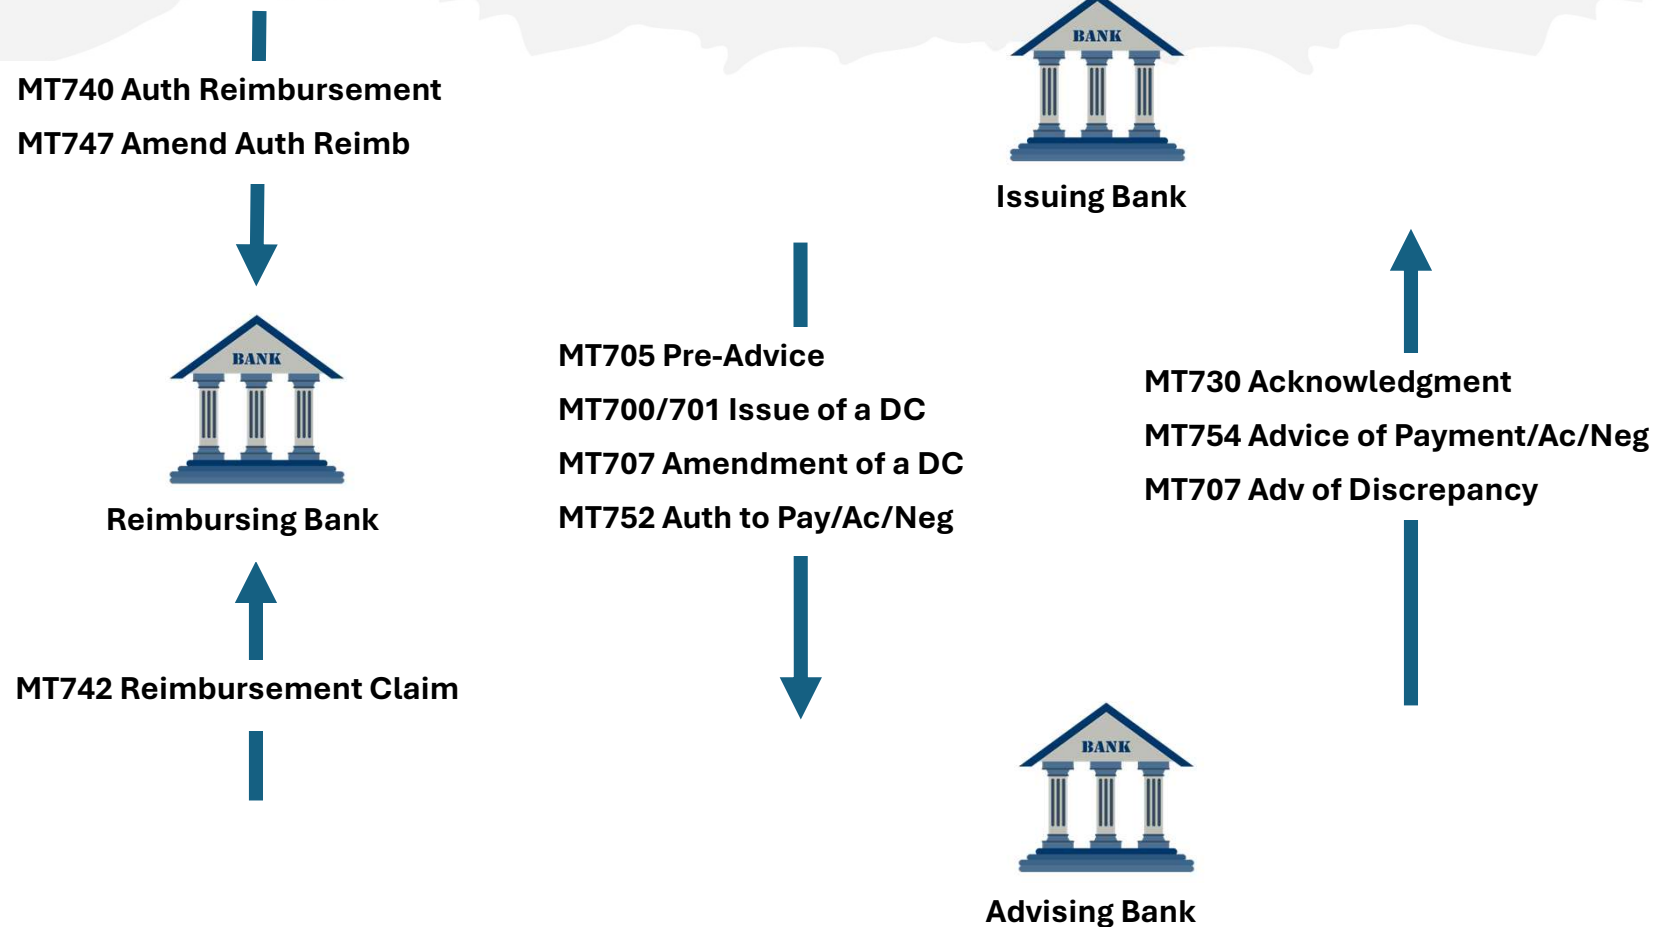 MT740 Auth Reimbursement
MT747 Amend Auth Reimb
BANK
Reimbursing Bank
MT742 Reimbursement Claim
BANK
Issuing Bank
MT705 Pre-Advice
MT700/701 Issue of a DC
MT707 Amendment of a DC
MT752 Auth to Pay/Ac/Neg
MT730 Acknowledgment
MT754 Advice of Payment/Ac/Neg
MT707 Adv of Discrepancy
BANK
Advising Bank